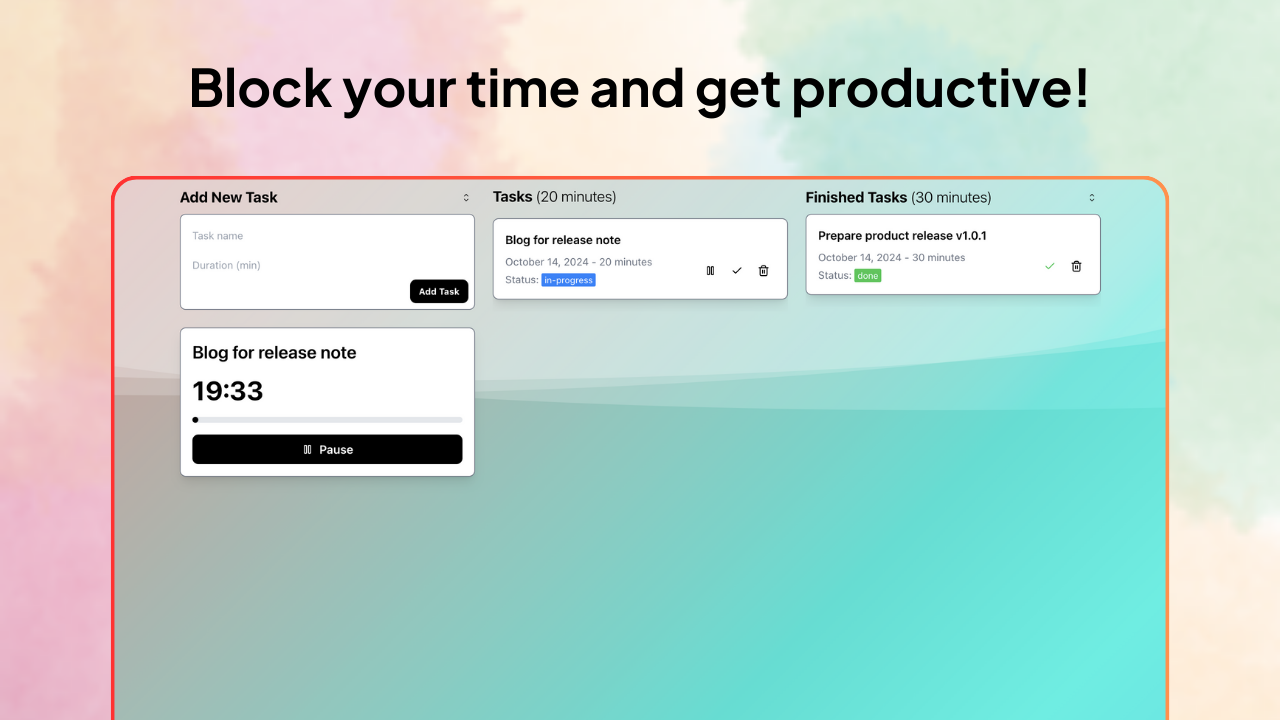 Block your time and get productive!
Add New Task
Task name
Duration (min)
Add Task
Blog for release note
19:33
Pause
Tasks (20 minutes)
Blog for release note
October 14, 2024 - 20 minutes
Status: in-progress
Finished Tasks (30 minutes)
Prepare product release v1.0.1
October 14, 2024 - 30 minutes
Status: done